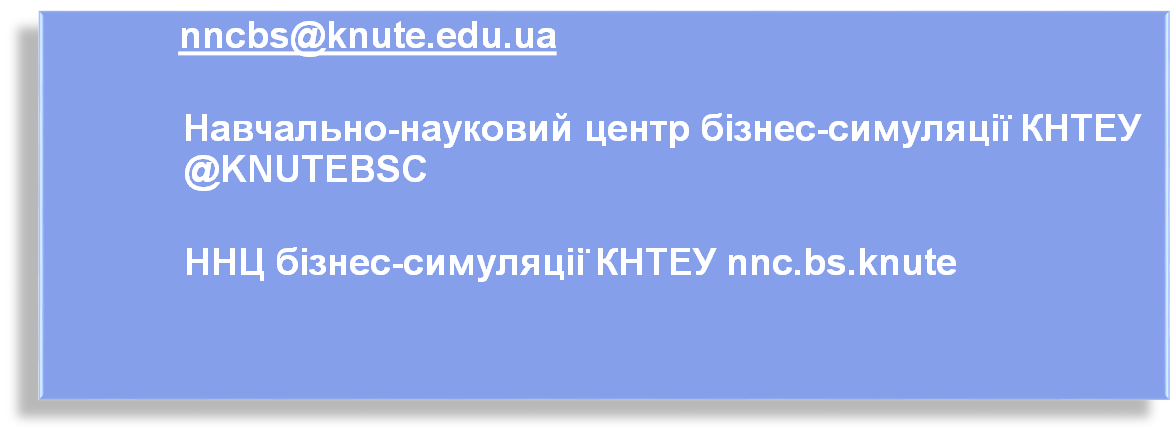 nncbs@knute.edu.ua
Навчально-науковий центр бізнес-симуляції КНТЕУ
@KNUTEBSC
ННЦ бізнес-симуляції КНТЕУ nnc.bs.knute